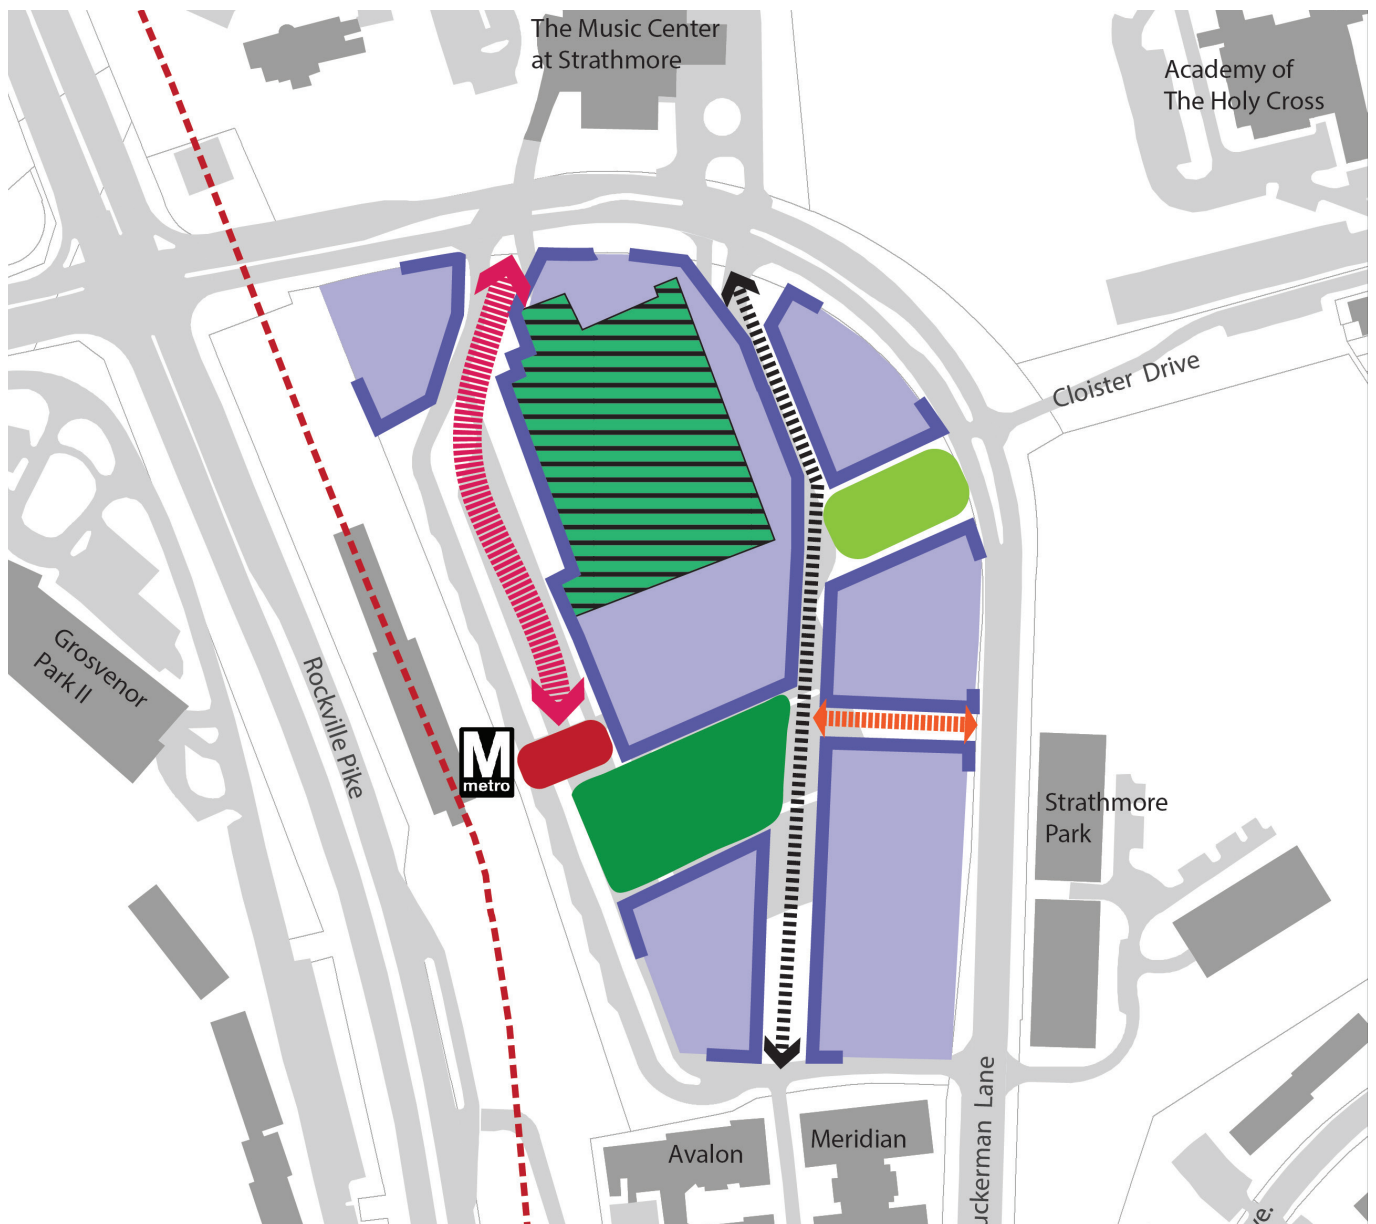 The Music Center
at Strathmore
Academy of
The Holy Cross
Cloister Drive
Grosvenor
Park II
Rockville Pike
M
metro
Strathmore
Park
Avalon
Meridian
uckerman Lane
ve.